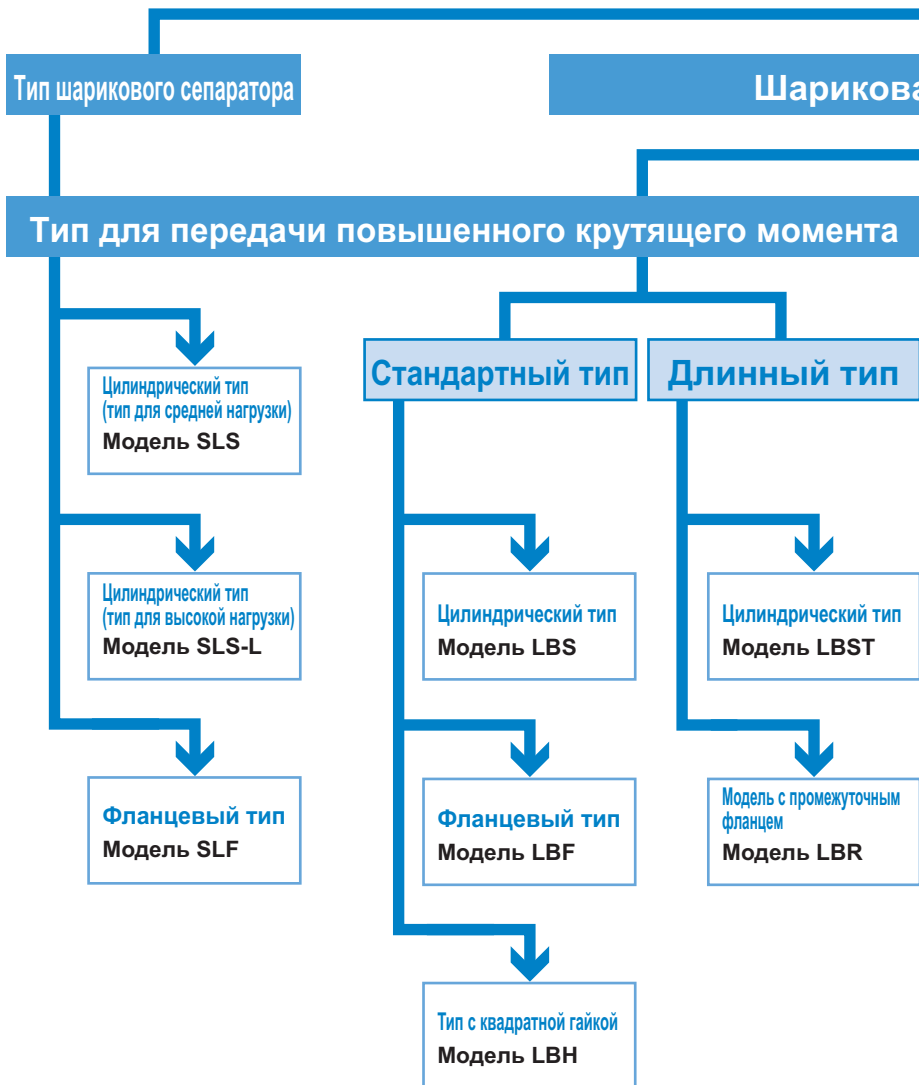 Тип шарикового сепаратора
Шарикова
Тип для передачи повышенного крутящего момента
Стандартный тип
Длинный тип
Цилиндрический тип
(тип для средней нагрузки)
Модель SLS
Цилиндрический тип
(тип для высокой нагрузки)
Модель SLS-L
Цилиндрический тип
Модель LBS
Цилиндрический тип
Модель LBST
Фланцевый тип
Модель SLF
Фланцевый тип
Модель LBF
Модель с промежуточным
фланцем
Модель LBR
Тип с квадратной гайкой
Модель LBH